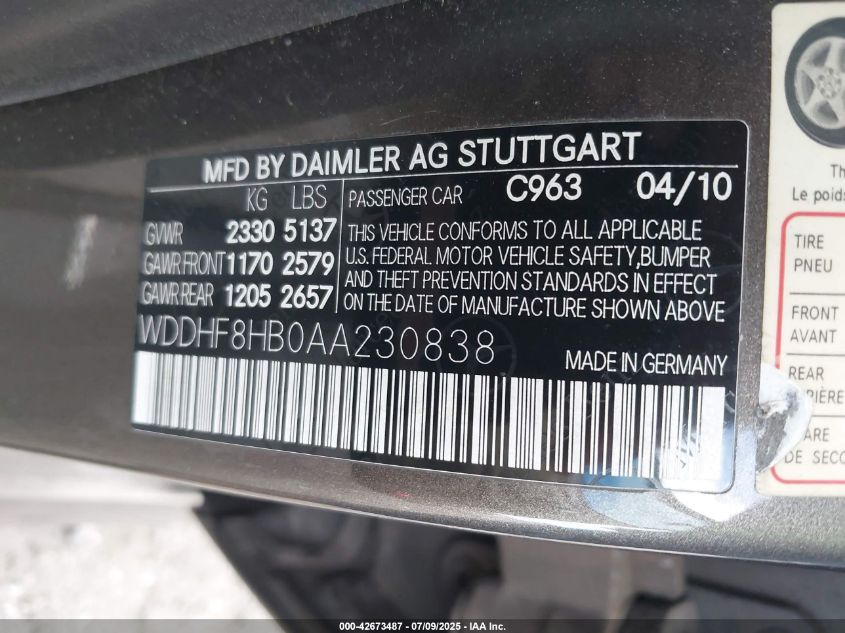 MFD BY DAIMLER AG STUTTGART
KG LBS
GVWR 2330 5137
GAWR FRONT 1170 2579
GAWR REAR 1205 2657
PASSENGER CAR C963 04/10
THIS VEHICLE CONFORMS TO ALL APPLICABLE
U.S. FEDERAL MOTOR VEHICLE SAFETY,BUMPER
AND THEFT PREVENTION STANDARDS IN EFFECT
ON THE DATE OF MANUFACTURE SHOWN ABOVE
WDDHF8HB0AA230838
MADE IN GERMANY
Th
Le poids
TIRE
PNEU
FRONT
AVANT
REAR
DE SECO
000-42673487 - 07/09/2025 - IAA Inc.